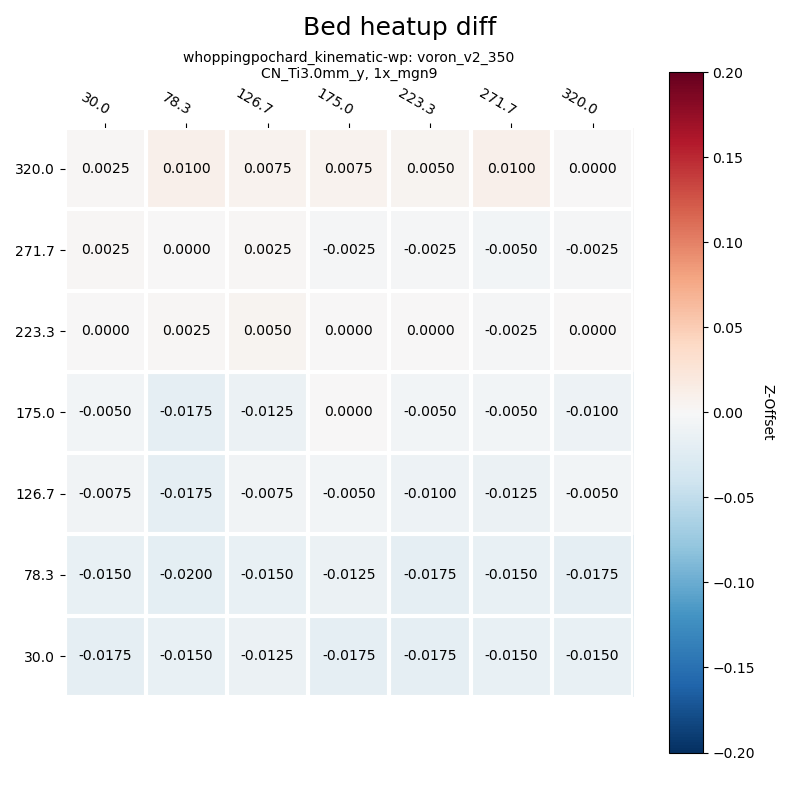 Bed heatup diff
whoppingpochard_kinematic-wp: voron_v2_350
CN_Ti3.0mm_y, 1x_mgn9
30.0 78.3 126.7 175.0 223.3 271.7 320.0
320.0 0.0025 0.0100 0.0075 0.0075 0.0050 0.0100 0.0000
271.7 0.0025 0.0000 0.0025 -0.0025 -0.0025 -0.0050 -0.0025
223.3 0.0000 0.0025 0.0050 0.0000 0.0000 -0.0025 0.0000
175.0 -0.0050 -0.0175 -0.0125 0.0000 -0.0050 -0.0050 -0.0100
126.7 -0.0075 -0.0175 -0.0075 -0.0050 -0.0100 -0.0125 -0.0050
78.3 -0.0150 -0.0200 -0.0150 -0.0125 -0.0175 -0.0150 -0.0175
30.0 -0.0175 -0.0150 -0.0125 -0.0175 -0.0175 -0.0150 -0.0150
0.20
0.15
0.10
0.05
0.00
−0.05
−0.10
−0.15
−0.20
Z-Offset